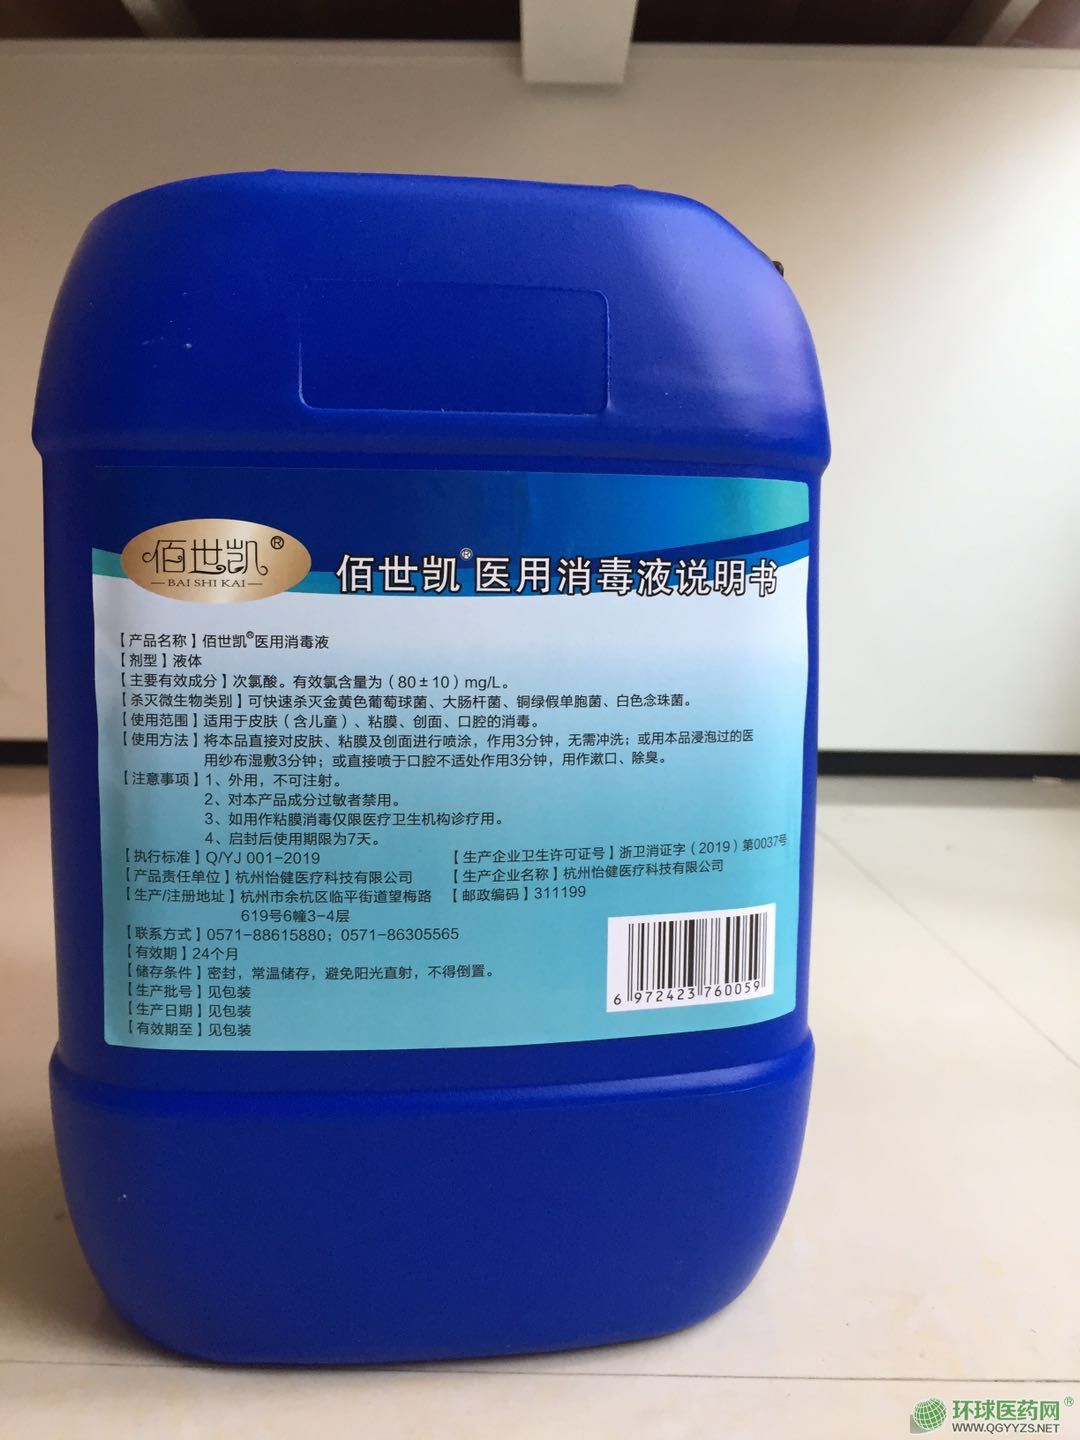 佰世凯®
BAI SHI KAI
佰世凯®医用消毒液说明书
【产品名称】佰世凯®医用消毒液
【剂型】液体
【主要有效成分】次氯酸。有效氯含量为（80±10）mg/L。
【杀灭微生物类别】可快速杀灭金黄色葡萄球菌、大肠杆菌、铜绿假单胞菌、白色念珠菌。
【使用范围】适用于皮肤（含儿童）、粘膜、创面、口腔的消毒。
【使用方法】将本品直接对皮肤、粘膜及创面进行喷涂，作用3分钟，无需冲洗；或用本品浸泡过的医
用纱布湿敷3分钟；或直接喷于口腔不适处作用3分钟，用作漱口、除臭。
【注意事项】1、外用，不可注射。
2、对本产品成分过敏者禁用。
3、如用作粘膜消毒仅限医疗卫生机构诊疗用。
4、启封后使用期限为7天。
【执行标准】Q/YJ 001-2019 【生产企业卫生许可证号】浙卫消证字（2019）第0037号
【产品责任单位】杭州怡健医疗科技有限公司 【生产企业名称】杭州怡健医疗科技有限公司
【生产/注册地址】杭州市余杭区临平街道望梅路 【邮政编码】311199
619号6幢3-4层
【联系方式】0571-88615880；0571-86305565
【有效期】24个月
【储存条件】密封，常温储存，避免阳光直射，不得倒置。
【生产批号】见包装
【生产日期】见包装
【有效期至】见包装
6 972423 760059
环球医药网®
WWW.QGYYZS.NET